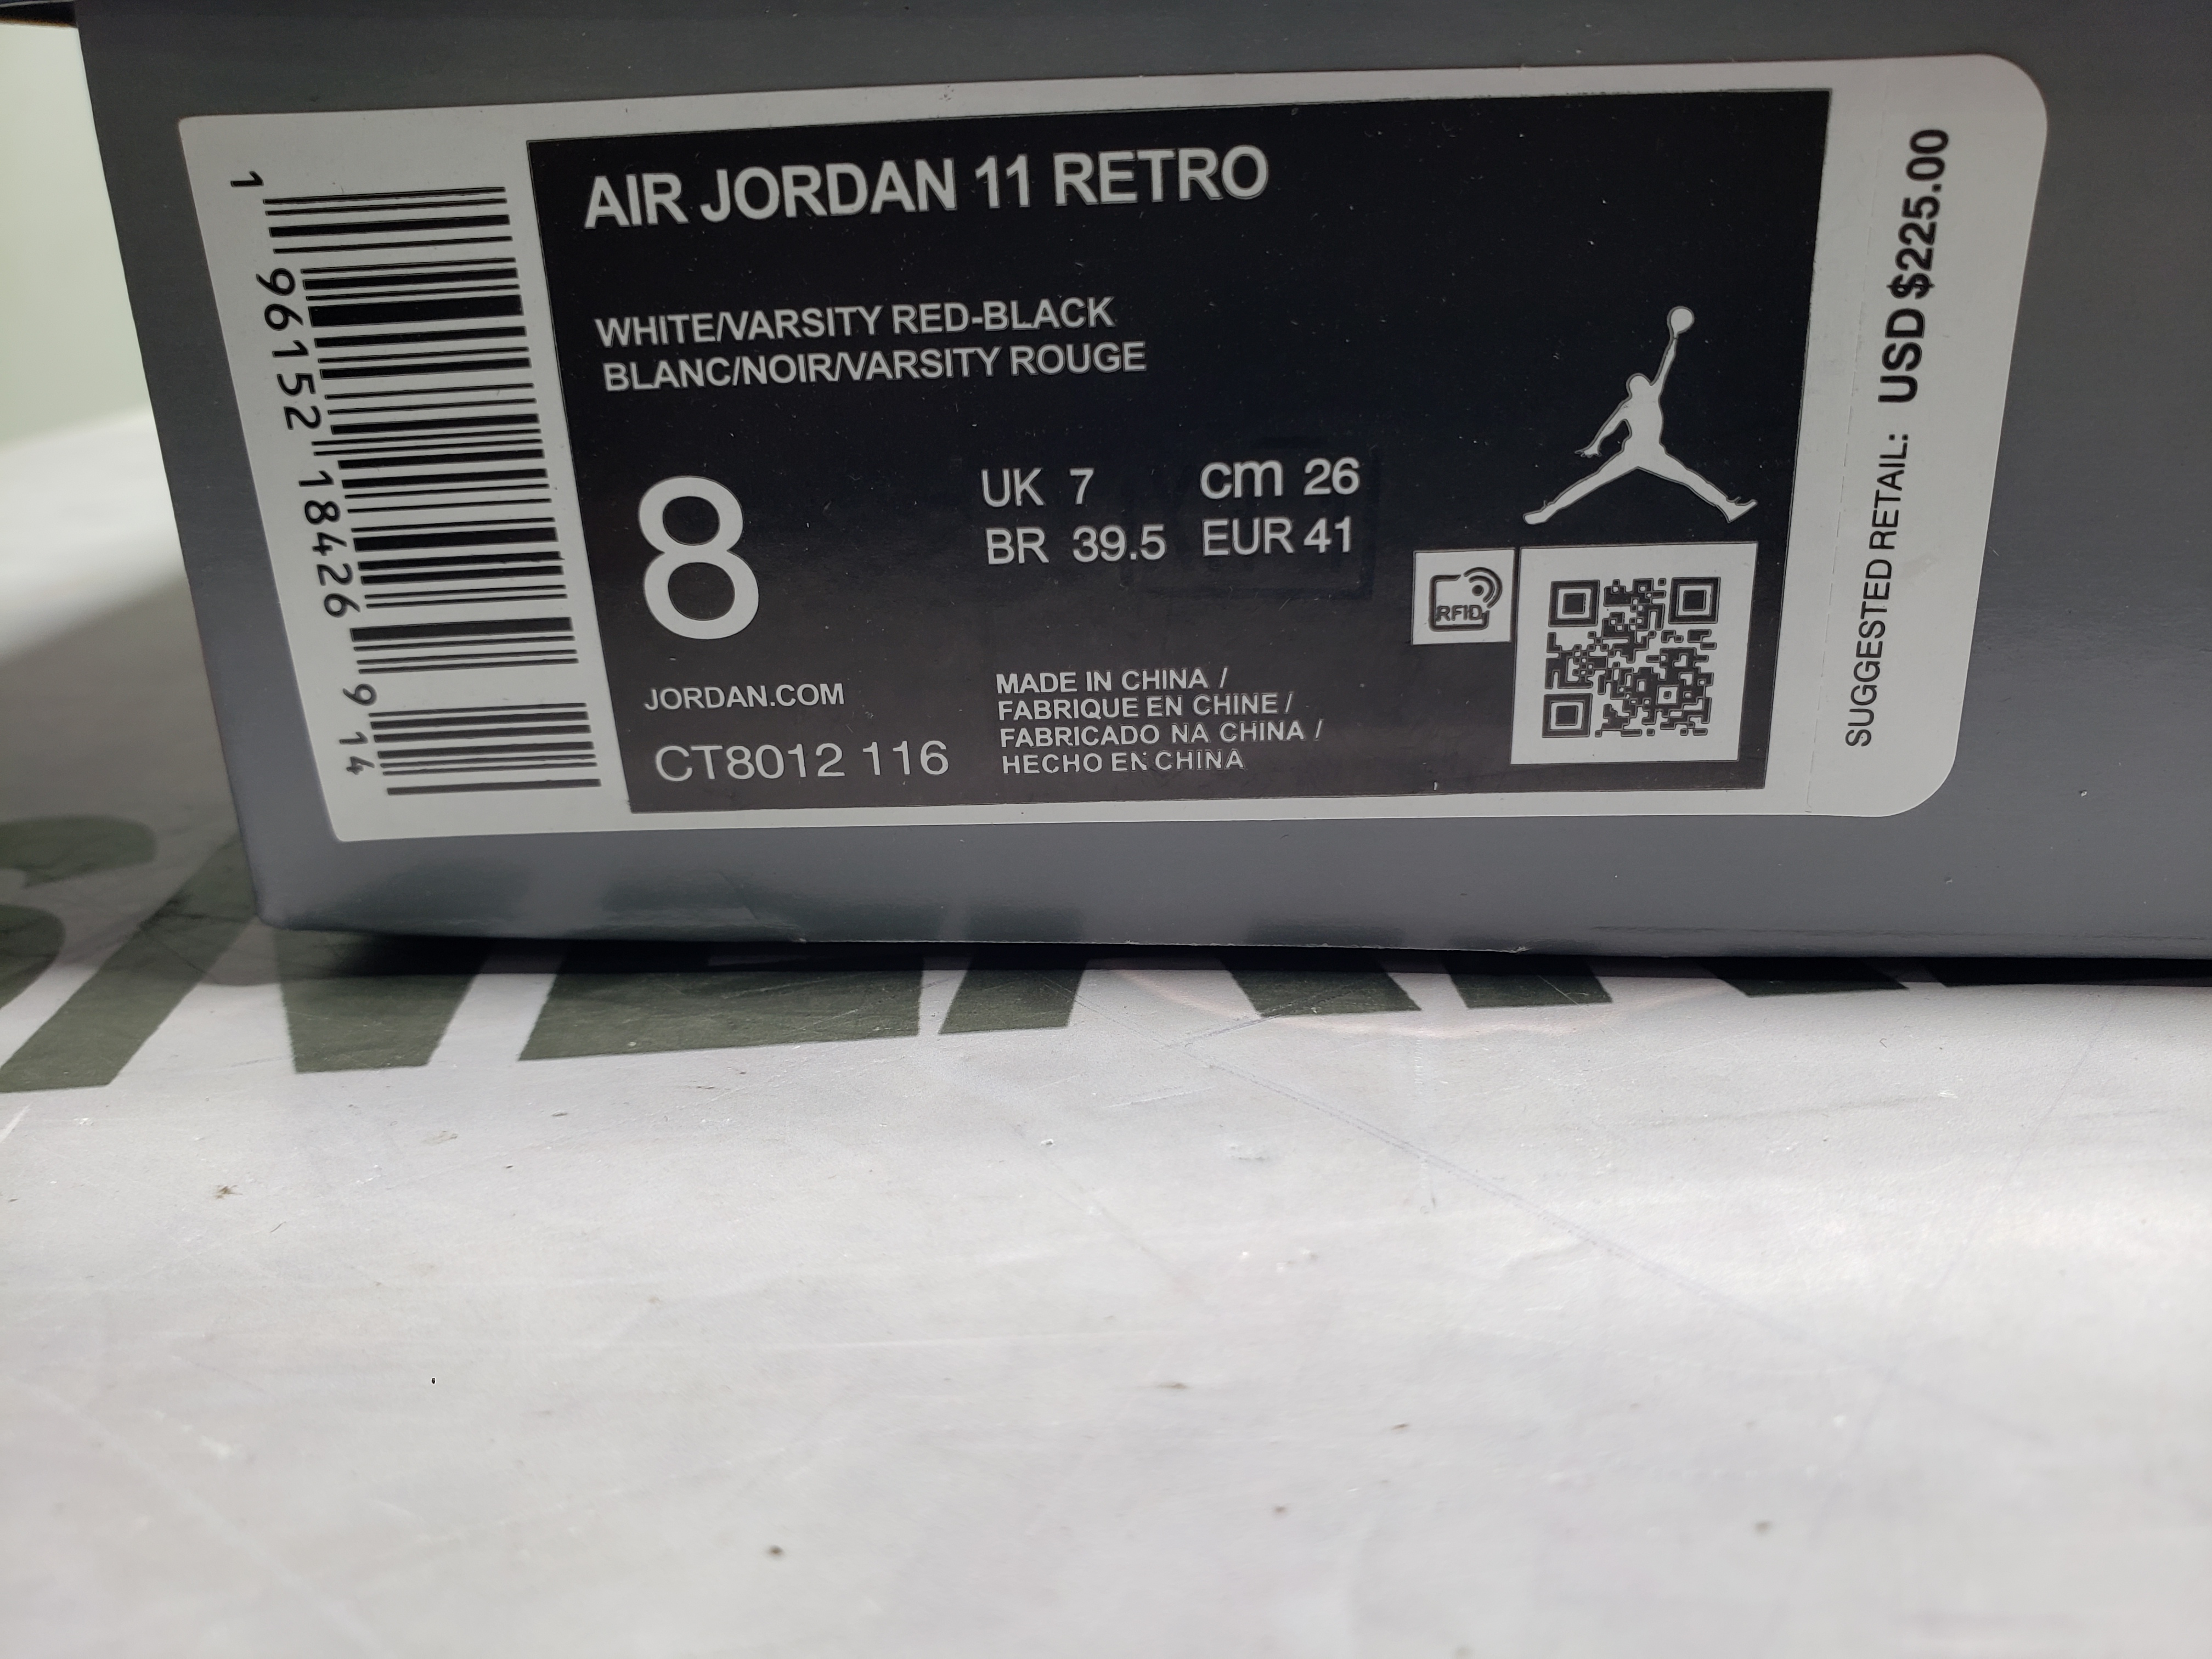 AIR JORDAN 11 RETRO
WHITE/VARSITY RED-BLACK
BLANC/NOIR/VARSITY ROUGE
8
UK 7 cm 26
BR 39.5 EUR 41
RFID
JORDAN.COM
CT8012 116
MADE IN CHINA /
FABRIQUE EN CHINE /
FABRICADO NA CHINA /
HECHO EN CHINA
1 96152 18426 9 14
SUGGESTED RETAIL: USD $225.00